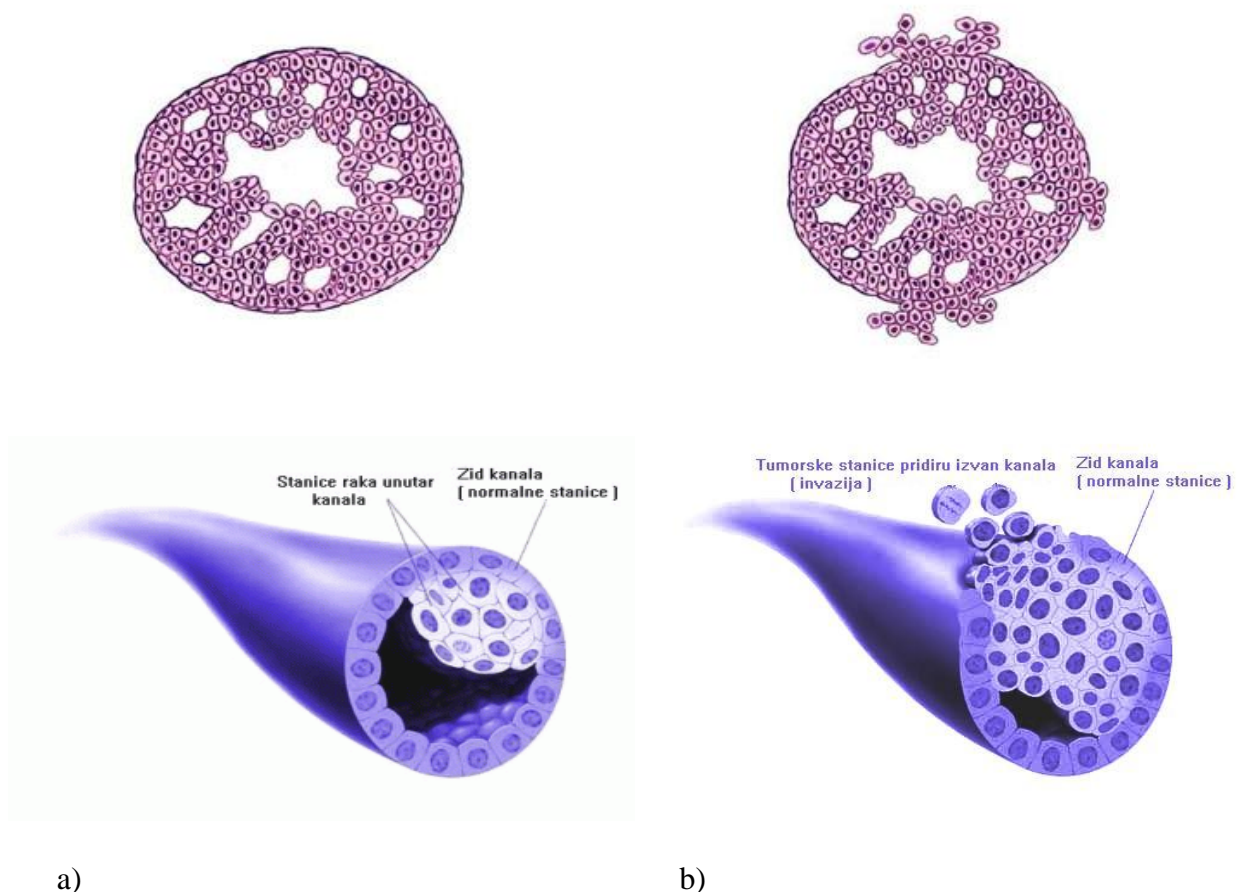 Stanice raka unutar
kanala
Zid kanala
( normalne stanice )
Tumorske stanice pridiru izvan kanala
( invazija )
Zid kanala
( normalne stanice )
a)
b)